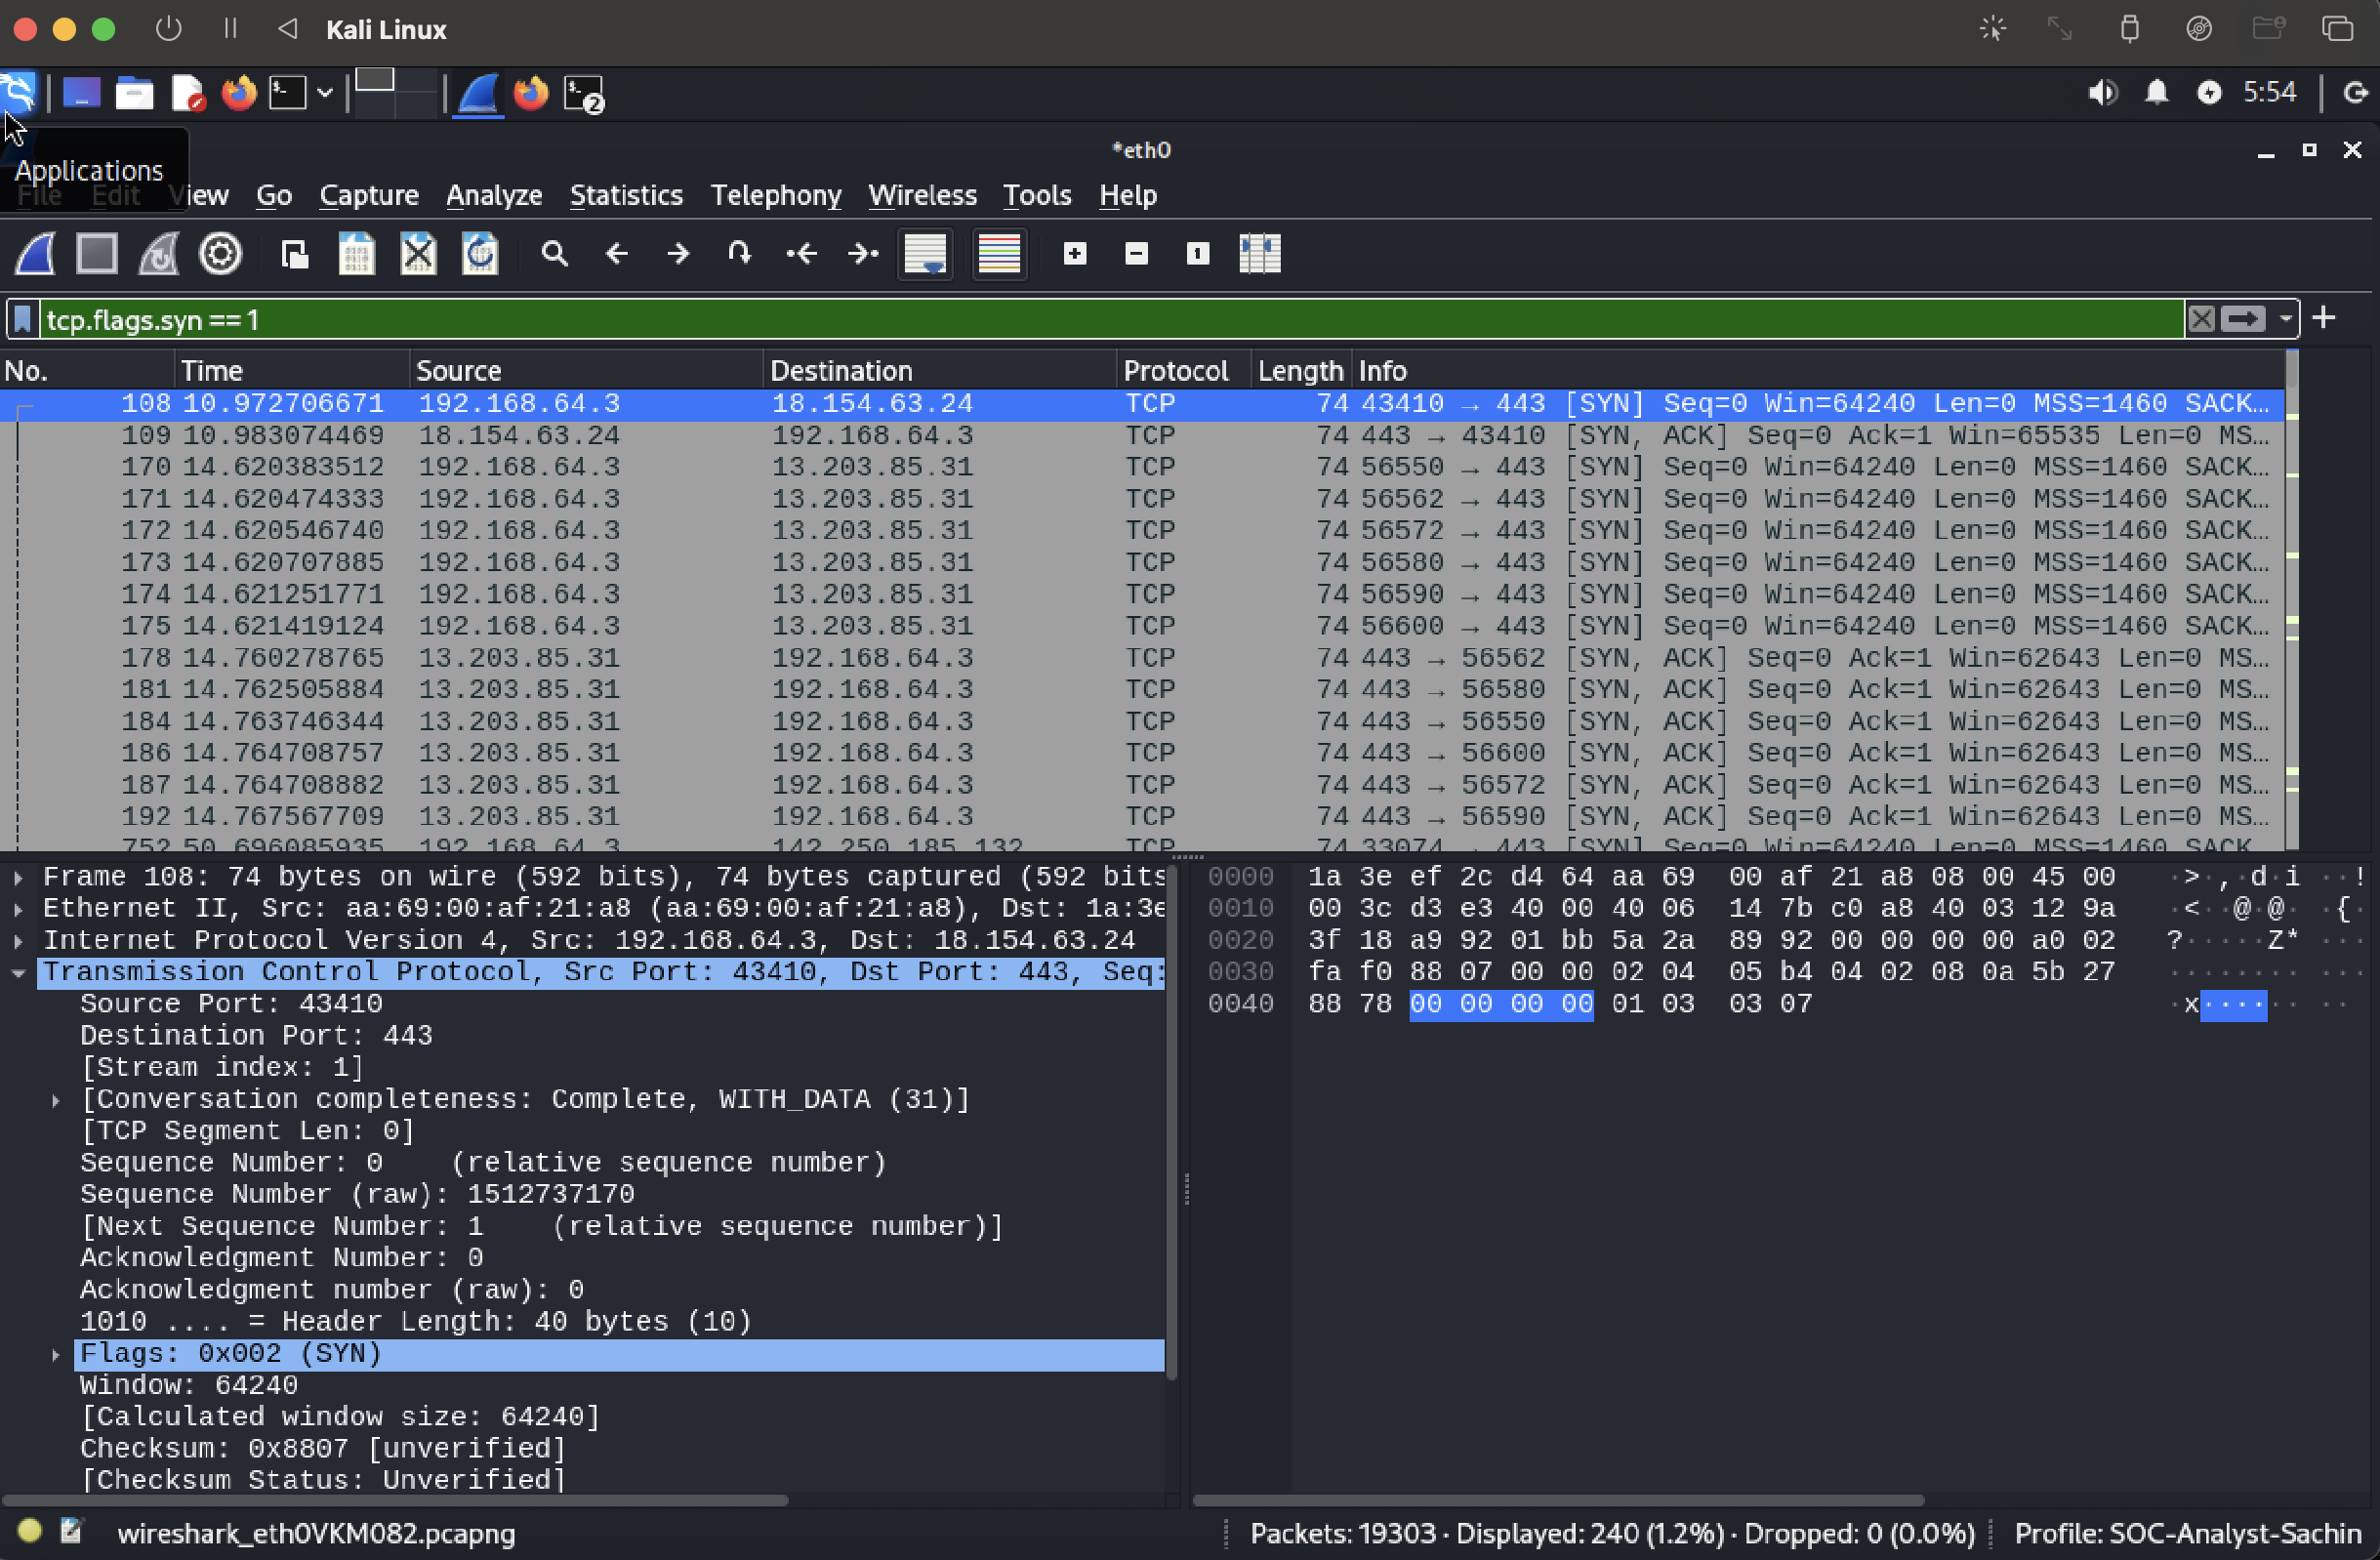 Kali Linux
2
5:54
*eth0
Applications
File Edit View Go Capture Analyze Statistics Telephony Wireless Tools Help
tcp.flags.syn == 1
No. Time Source Destination Protocol Length Info
108 10.972706671 192.168.64.3 18.154.63.24 TCP 74 43410 → 443 [SYN] Seq=0 Win=64240 Len=0 MSS=1460 SACK…
109 10.983074469 18.154.63.24 192.168.64.3 TCP 74 443 → 43410 [SYN, ACK] Seq=0 Ack=1 Win=65535 Len=0 MS…
170 14.620383512 192.168.64.3 13.203.85.31 TCP 74 56550 → 443 [SYN] Seq=0 Win=64240 Len=0 MSS=1460 SACK…
171 14.620474333 192.168.64.3 13.203.85.31 TCP 74 56562 → 443 [SYN] Seq=0 Win=64240 Len=0 MSS=1460 SACK…
172 14.620546740 192.168.64.3 13.203.85.31 TCP 74 56572 → 443 [SYN] Seq=0 Win=64240 Len=0 MSS=1460 SACK…
173 14.620707885 192.168.64.3 13.203.85.31 TCP 74 56580 → 443 [SYN] Seq=0 Win=64240 Len=0 MSS=1460 SACK…
174 14.621251771 192.168.64.3 13.203.85.31 TCP 74 56590 → 443 [SYN] Seq=0 Win=64240 Len=0 MSS=1460 SACK…
175 14.621419124 192.168.64.3 13.203.85.31 TCP 74 56600 → 443 [SYN] Seq=0 Win=64240 Len=0 MSS=1460 SACK…
178 14.760278765 13.203.85.31 192.168.64.3 TCP 74 443 → 56562 [SYN, ACK] Seq=0 Ack=1 Win=62643 Len=0 MS…
181 14.762505884 13.203.85.31 192.168.64.3 TCP 74 443 → 56580 [SYN, ACK] Seq=0 Ack=1 Win=62643 Len=0 MS…
184 14.763746344 13.203.85.31 192.168.64.3 TCP 74 443 → 56550 [SYN, ACK] Seq=0 Ack=1 Win=62643 Len=0 MS…
186 14.764708757 13.203.85.31 192.168.64.3 TCP 74 443 → 56600 [SYN, ACK] Seq=0 Ack=1 Win=62643 Len=0 MS…
187 14.764708882 13.203.85.31 192.168.64.3 TCP 74 443 → 56572 [SYN, ACK] Seq=0 Ack=1 Win=62643 Len=0 MS…
192 14.767567709 13.203.85.31 192.168.64.3 TCP 74 443 → 56590 [SYN, ACK] Seq=0 Ack=1 Win=62643 Len=0 MS…
752 50.696085935 192.168.64.3 142.250.185.132 TCP 74 33074 → 443 [SYN] Seq=0 Win=64240 Len=0 MSS=1460 SACK
Frame 108: 74 bytes on wire (592 bits), 74 bytes captured (592 bits
Ethernet II, Src: aa:69:00:af:21:a8 (aa:69:00:af:21:a8), Dst: 1a:3e
Internet Protocol Version 4, Src: 192.168.64.3, Dst: 18.154.63.24
Transmission Control Protocol, Src Port: 43410, Dst Port: 443, Seq:
Source Port: 43410
Destination Port: 443
[Stream index: 1]
[Conversation completeness: Complete, WITH_DATA (31)]
[TCP Segment Len: 0]
Sequence Number: 0 (relative sequence number)
Sequence Number (raw): 1512737170
[Next Sequence Number: 1 (relative sequence number)]
Acknowledgment Number: 0
Acknowledgment number (raw): 0
1010 .... = Header Length: 40 bytes (10)
Flags: 0x002 (SYN)
Window: 64240
[Calculated window size: 64240]
Checksum: 0x8807 [unverified]
[Checksum Status: Unverified]
0000 1a 3e ef 2c d4 64 aa 69 00 af 21 a8 08 00 45 00 ·>·,·d·i ··!
0010 00 3c d3 e3 40 00 40 06 14 7b c0 a8 40 03 12 9a ·<··@·@· ·{·
0020 3f 18 a9 92 01 bb 5a 2a 89 92 00 00 00 00 a0 02 ?·····Z* ···
0030 fa f0 88 07 00 00 02 04 05 b4 04 02 08 0a 5b 27 ········ ···
0040 88 78 00 00 00 00 01 03 03 07 ·x······ ··
wireshark_eth0VKM082.pcapng
Packets: 19303 · Displayed: 240 (1.2%) · Dropped: 0 (0.0%)
Profile: SOC-Analyst-Sachin